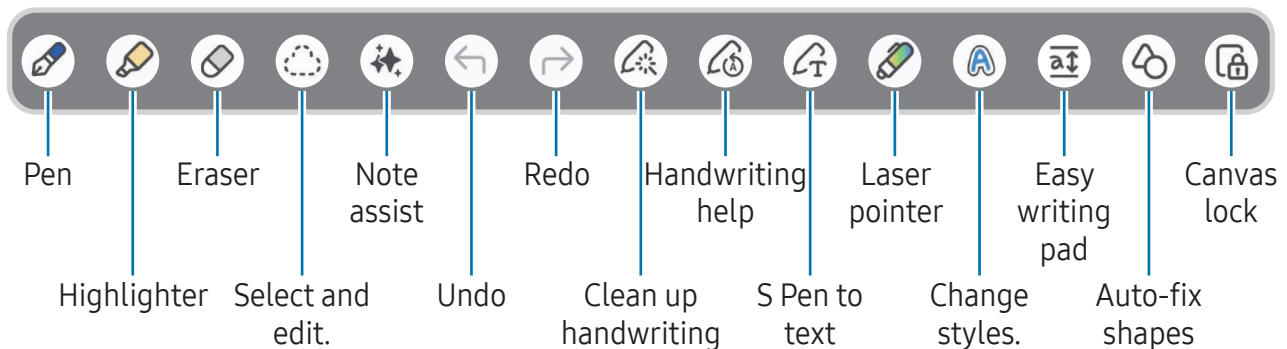 Pen
Eraser
Note
assist
Redo
Handwriting
help
Laser
pointer
Easy
writing
pad
Canvas
lock
Highlighter
Select and
edit.
Undo
Clean up
handwriting
S Pen to
text
Change
styles.
Auto-fix
shapes